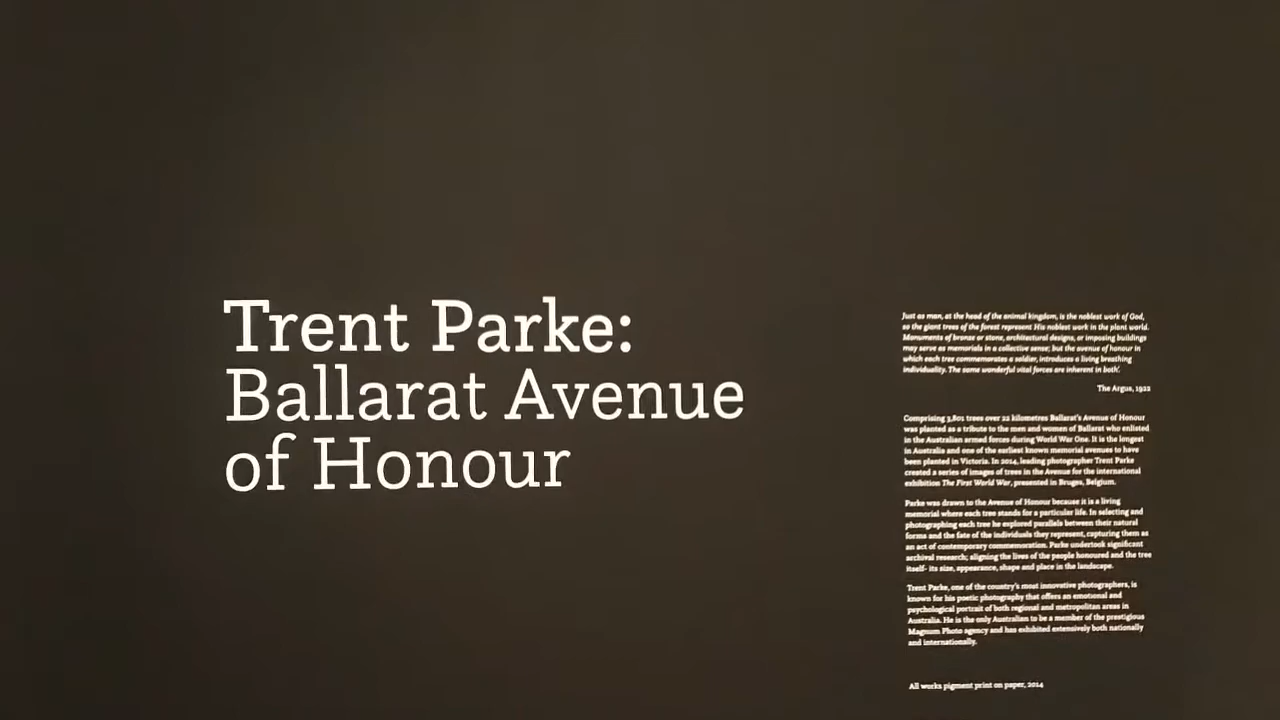 Trent Parke:
Ballarat Avenue
of Honour
Just as man, at the head of the animal kingdom, is the noblest work of God,
so the giant trees of the forest represent His noblest work in the plant world.
Monuments of bronze or stone, architectural designs, or imposing buildings
may serve as memorials in a collective sense; but the avenue of honour in
which each tree commemorates a soldier, introduces a living breathing
individuality. The same wonderful vital forces are inherent in both'.
The Argus, 1922
Comprising 3,801 trees over 22 kilometres Ballarat's Avenue of Honour
was planted as a tribute to the men and women of Ballarat who enlisted
in the Australian armed forces during World War One. It is the longest
in Australia and one of the earliest known memorial avenues to have
been planted in Victoria. In 2014, leading photographer Trent Parke
created a series of images of trees in the Avenue for the international
exhibition The First World War, presented in Bruges, Belgium.
Parke was drawn to the Avenue of Honour because it is a living
memorial where each tree stands for a particular life. In selecting and
photographing each tree he explored parallels between their natural
forms and the fate of the individuals they represent, capturing them as
an act of contemporary commemoration. Parke undertook significant
archival research; aligning the lives of the people honoured and the tree
itself- its size, appearance, shape and place in the landscape.
Trent Parke, one of the country's most innovative photographers, is
known for his poetic photography that offers an emotional and
psychological portrait of both regional and metropolitan areas in
Australia. He is the only Australian to be a member of the prestigious
Magnum Photo agency and has exhibited extensively both nationally
and internationally.
All works pigment print on paper, 2014